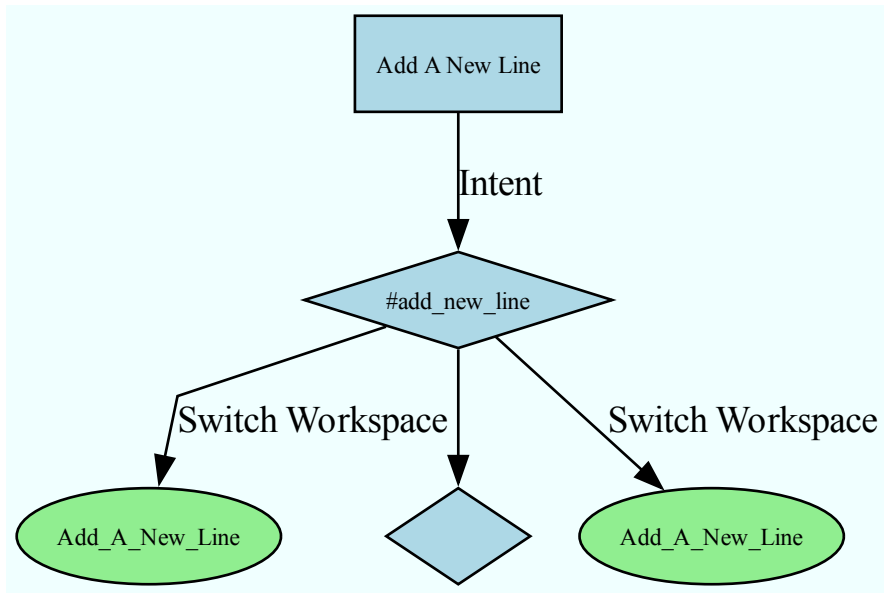 Add A New Line
Intent
#add_new_line
Switch Workspace
Switch Workspace
Add_A_New_Line
Add_A_New_Line